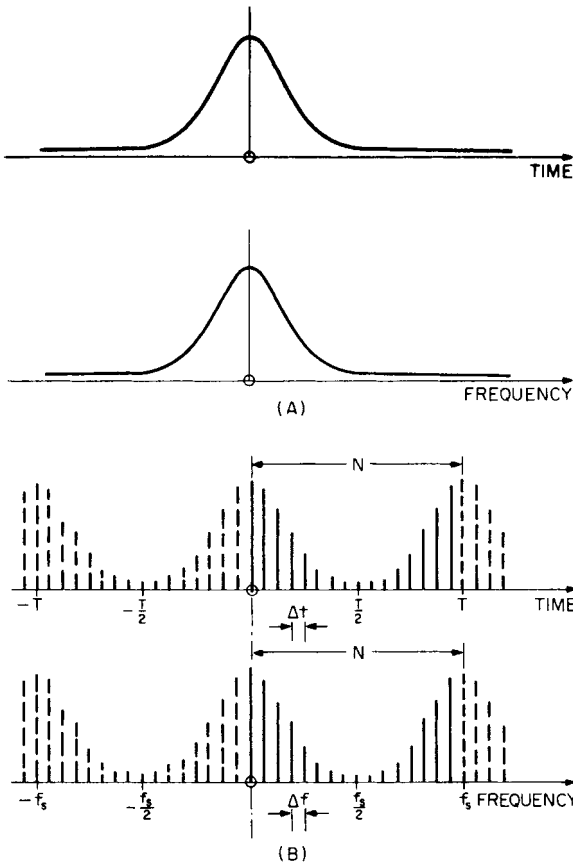 TIME
FREQUENCY
(A)
N
-T -T/2 T/2 T TIME
Δt
N
-fs -fs/2 fs/2 fs FREQUENCY
Δf
(B)